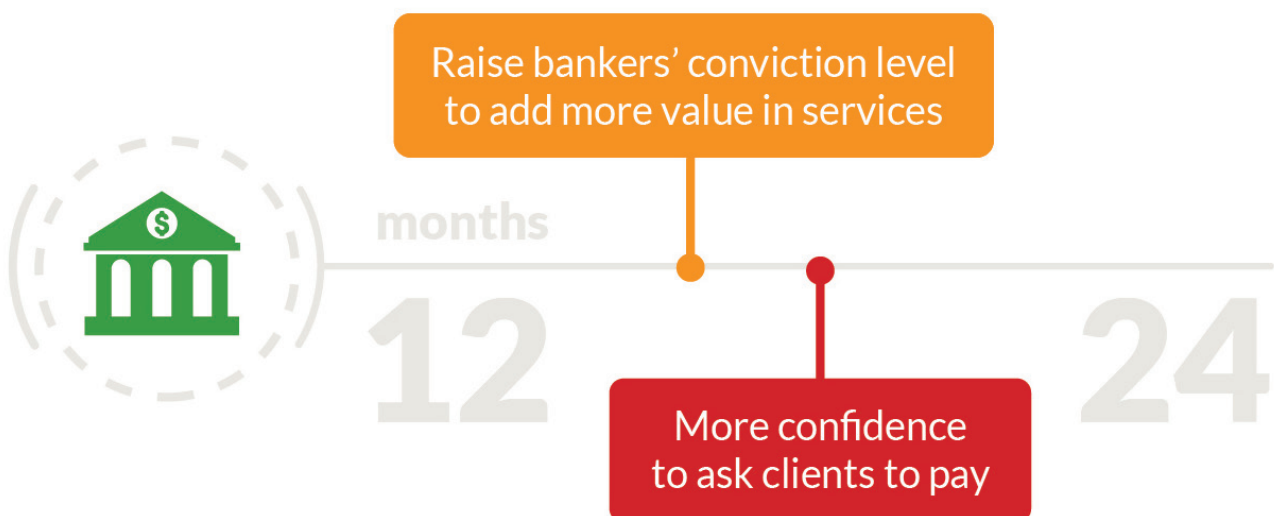 Raise bankers’ conviction level
to add more value in services
$
months
12
24
More confidence
to ask clients to pay